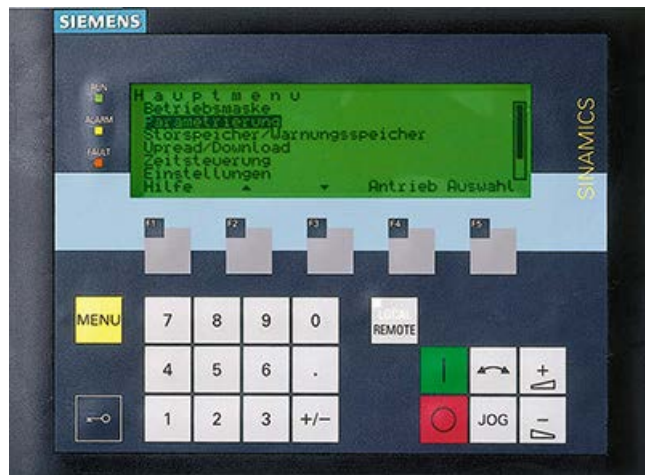 SIEMENS
RUN
ALARM
FAULT
Hauptmenu
Betriebsmaske
Parametrierung
Störspeicher/Warnungsspeicher
Upread/Download
Zeitsteuerung
Einstellungen
Hilfe Antrieb Auswahl
SINAMICS
F1 F2 F3 F4 F5
MENU 7 8 9 0 LOCAL REMOTE
4 5 6 .
1 2 3 +/- JOG + -